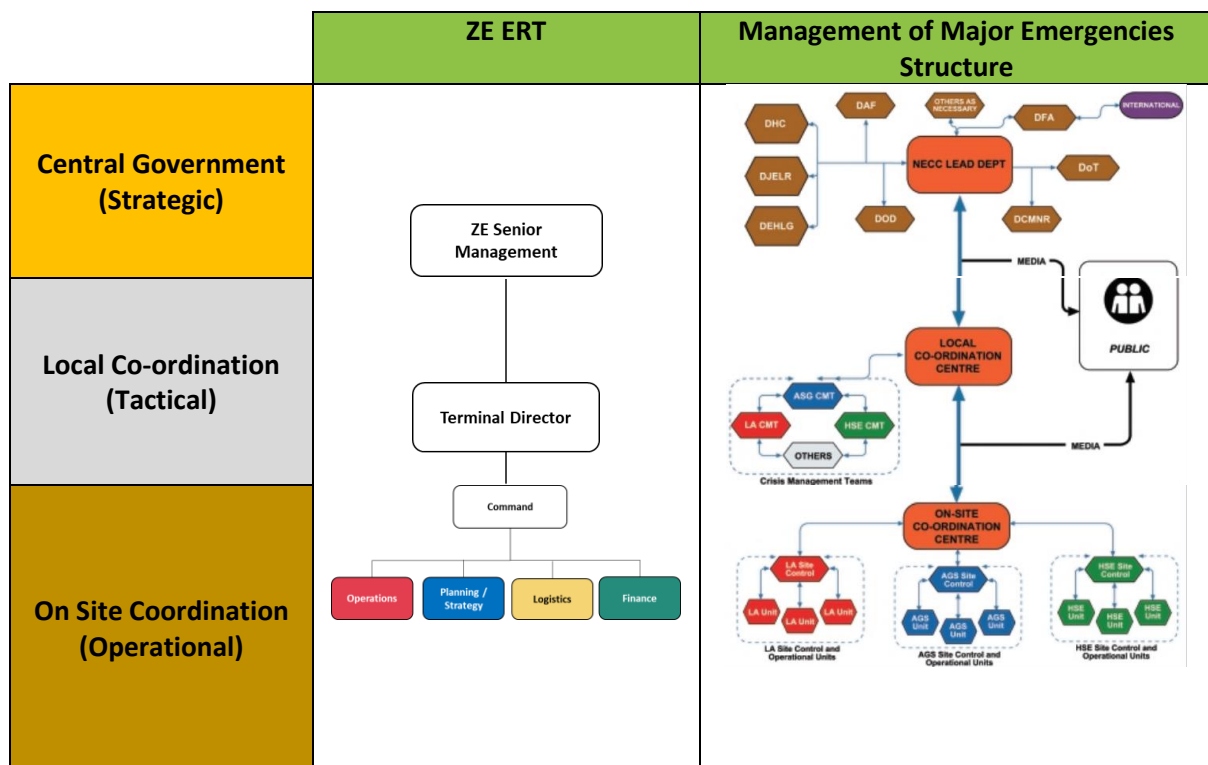 ZE ERT
Management of Major Emergencies
Structure
Central Government
(Strategic)
ZE Senior
Management
DHC
DAF
OTHERS AS
NECESSARY
DFA
INTERNATIONAL
DJELR
NECC LEAD DEPT
DoT
DEHLG
DOD
DCMNR
MEDIA
PUBLIC
Local Co-ordination
(Tactical)
Terminal Director
LOCAL
CO-ORDINATION
CENTRE
ASG CMT
LA CMT
HSE CMT
OTHERS
Crisis Management Teams
MEDIA
On Site Coordination
(Operational)
Command
Operations
Planning /
Strategy
Logistics
Finance
ON-SITE
CO-ORDINATION
CENTRE
LA Site
Control
LA Unit
LA Unit
LA Unit
LA Site Control and
Operational Units
AGS Site
Control
AGS
Unit
AGS
Unit
AGS
Unit
AGS Site Control and
Operational Units
HSE Site
Control
HSE
Unit
HSE
Unit
HSE
Unit
HSE Site Control and
Operational Units